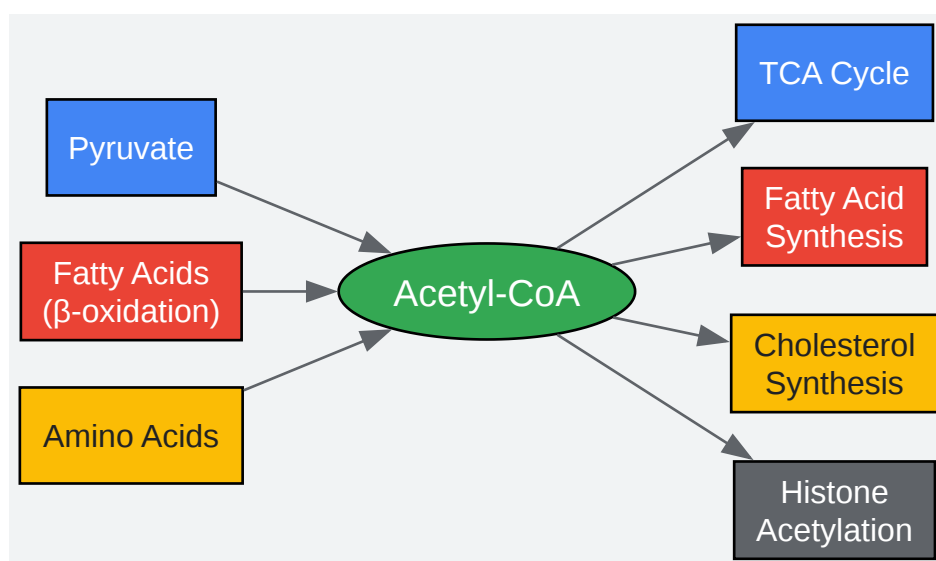 Pyruvate
Fatty Acids
(β-oxidation)
Amino Acids
Acetyl-CoA
TCA Cycle
Fatty Acid
Synthesis
Cholesterol
Synthesis
Histone
Acetylation